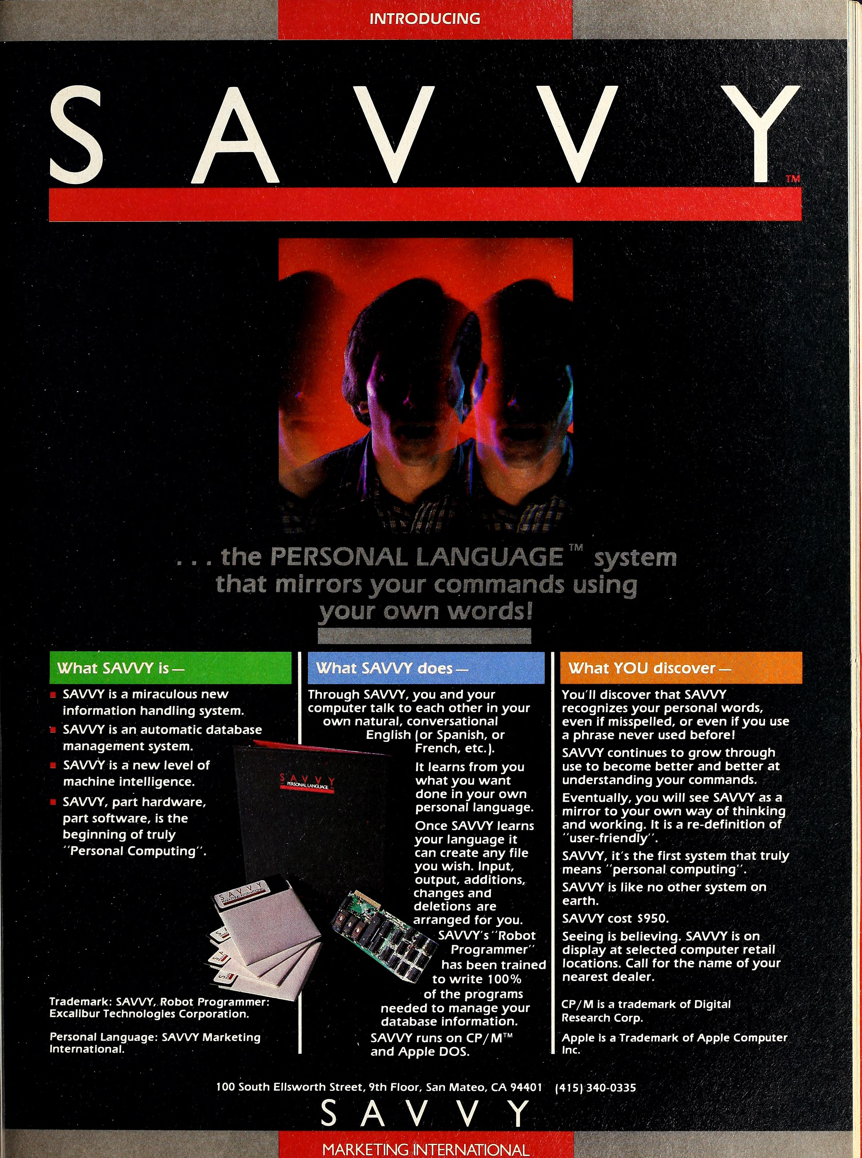 INTRODUCING
SAVVY™
. . . the PERSONAL LANGUAGE™ system
that mirrors your commands using
your own words!
What SAVVY is—
SAVVY is a miraculous new
information handling system.
SAVVY is an automatic database
management system.
SAVVY is a new level of
machine intelligence.
SAVVY, part hardware,
part software, is the
beginning of truly
"Personal Computing".
SAVVY
PERSONAL LANGUAGE
SAVVY
Trademark: SAVVY, Robot Programmer:
Excalibur Technologies Corporation.
Personal Language: SAVVY Marketing
International.
What SAVVY does—
Through SAVVY, you and your
computer talk to each other in your
own natural, conversational
English (or Spanish, or
French, etc.).
It learns from you
what you want
done in your own
personal language.
Once SAVVY learns
your language it
can create any file
you wish. Input,
output, additions,
changes and
deletions are
arranged for you.
SAVVY's "Robot
Programmer"
has been trained
to write 100%
of the programs
needed to manage your
database information.
SAVVY runs on CP/M™
and Apple DOS.
What YOU discover—
You'll discover that SAVVY
recognizes your personal words,
even if misspelled, or even if you use
a phrase never used before!
SAVVY continues to grow through
use to become better and better at
understanding your commands.
Eventually, you will see SAVVY as a
mirror to your own way of thinking
and working. It is a re-definition of
"user-friendly".
SAVVY, it's the first system that truly
means "personal computing".
SAVVY is like no other system on
earth.
SAVVY cost $950.
Seeing is believing. SAVVY is on
display at selected computer retail
locations. Call for the name of your
nearest dealer.
CP/M is a trademark of Digital
Research Corp.
Apple is a Trademark of Apple Computer
Inc.
100 South Ellsworth Street, 9th Floor, San Mateo, CA 94401 (415) 340-0335
SAVVY
MARKETING INTERNATIONAL